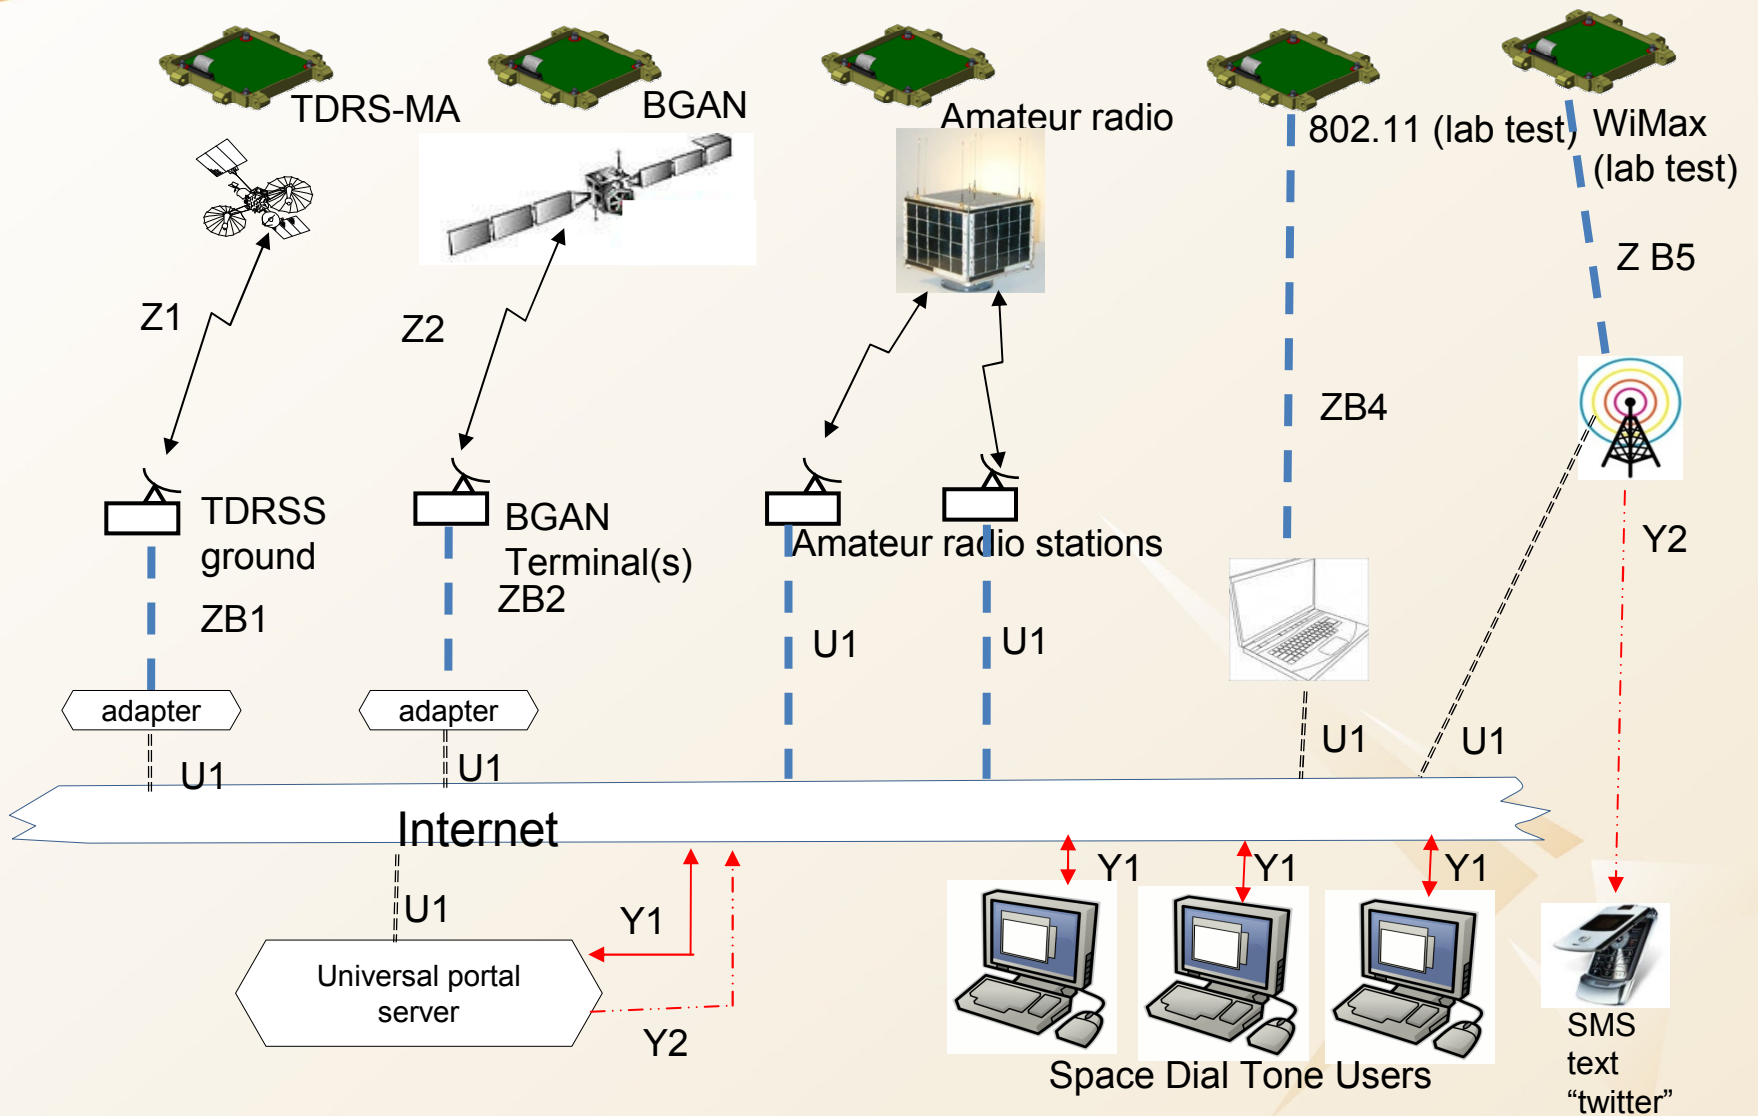 TDRS-MA
BGAN
Amateur radio
802.11 (lab test)
WiMax
(lab test)
Z1
Z2
Z B5
ZB4
TDRSS
ground
BGAN
Terminal(s)
Amateur radio stations
Y2
ZB1
ZB2
U1
U1
adapter
adapter
U1
U1
U1
U1
Internet
Y1
Y1
Y1
U1
Y1
Universal portal
server
Y2
Space Dial Tone Users
SMS
text
“twitter”